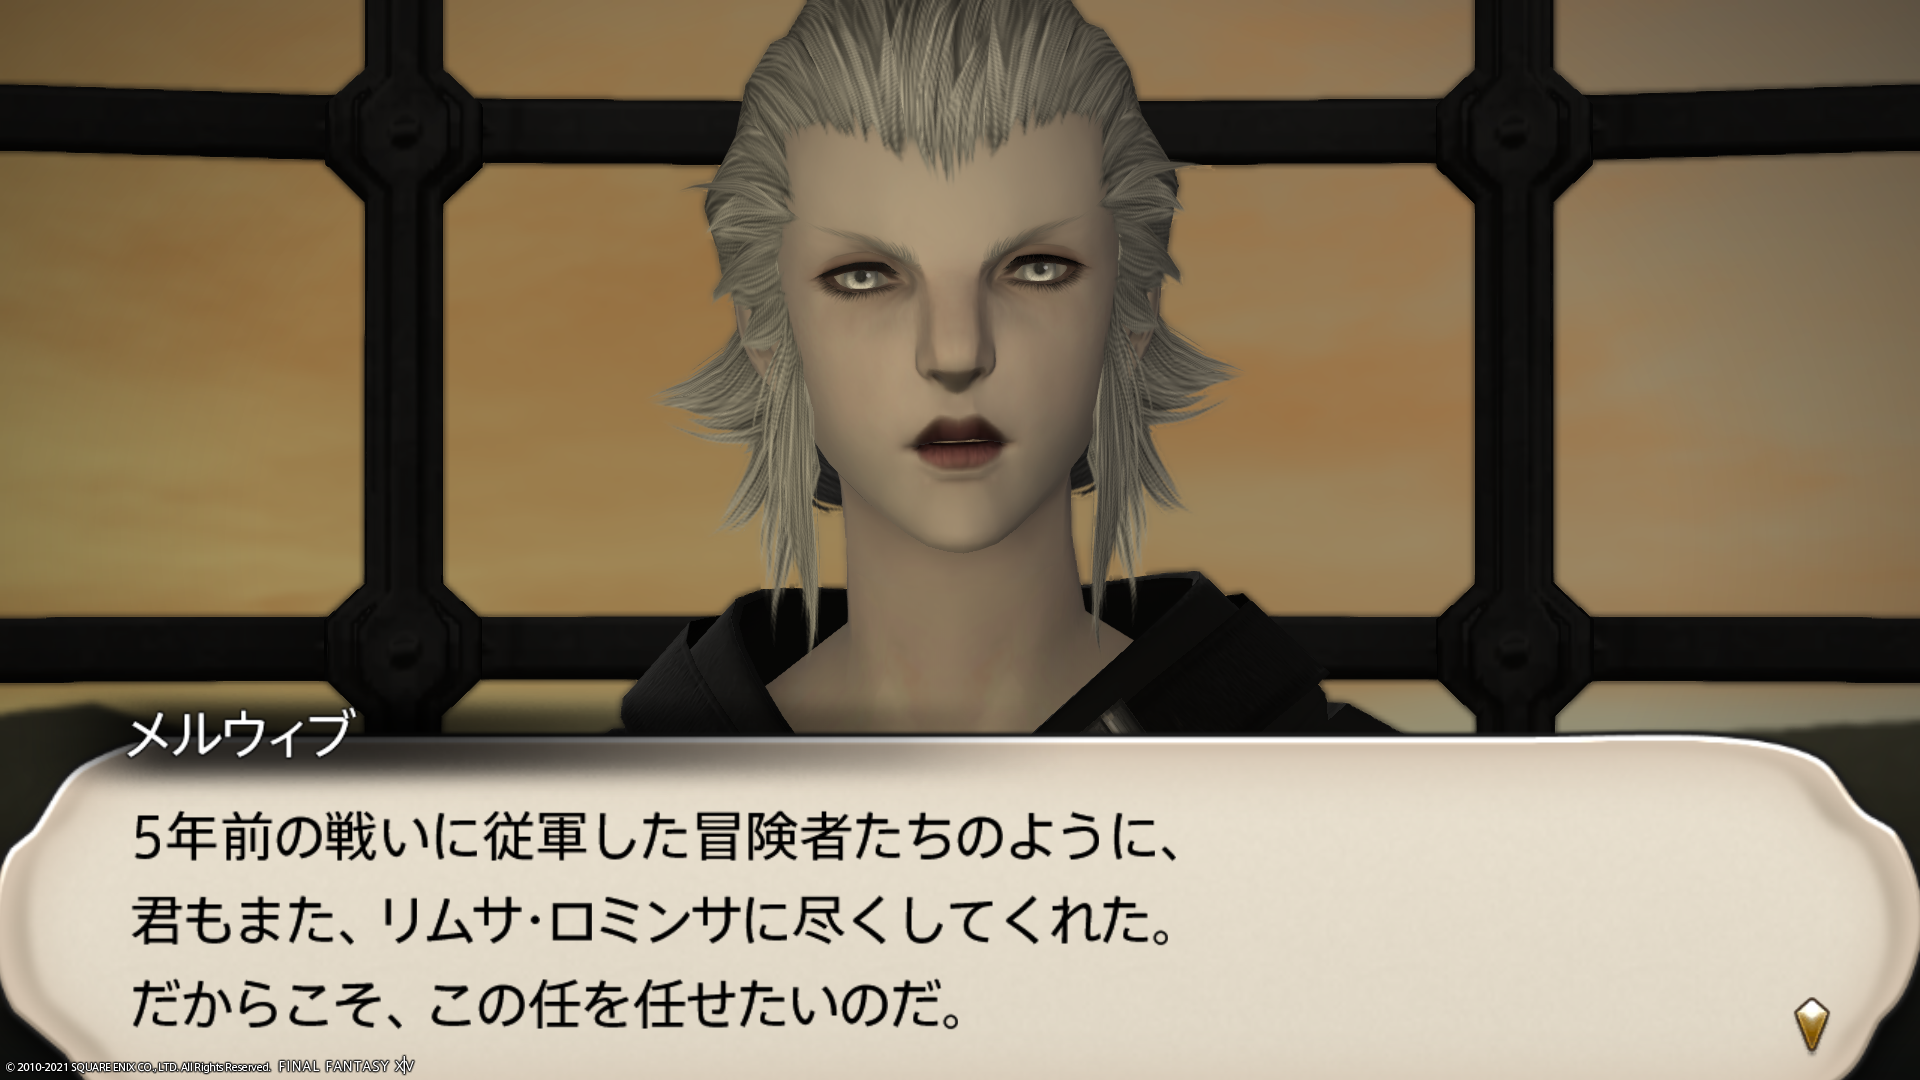 メルウィブ
5年前の戦いに従軍した冒険者たちのように、
君もまた、リムサ・ロミンサに尽くしてくれた。
だからこそ、この任を任せたいのだ。
© 2010-2021 SQUARE ENIX CO., LTD. All Rights Reserved. FINAL FANTASY XIV